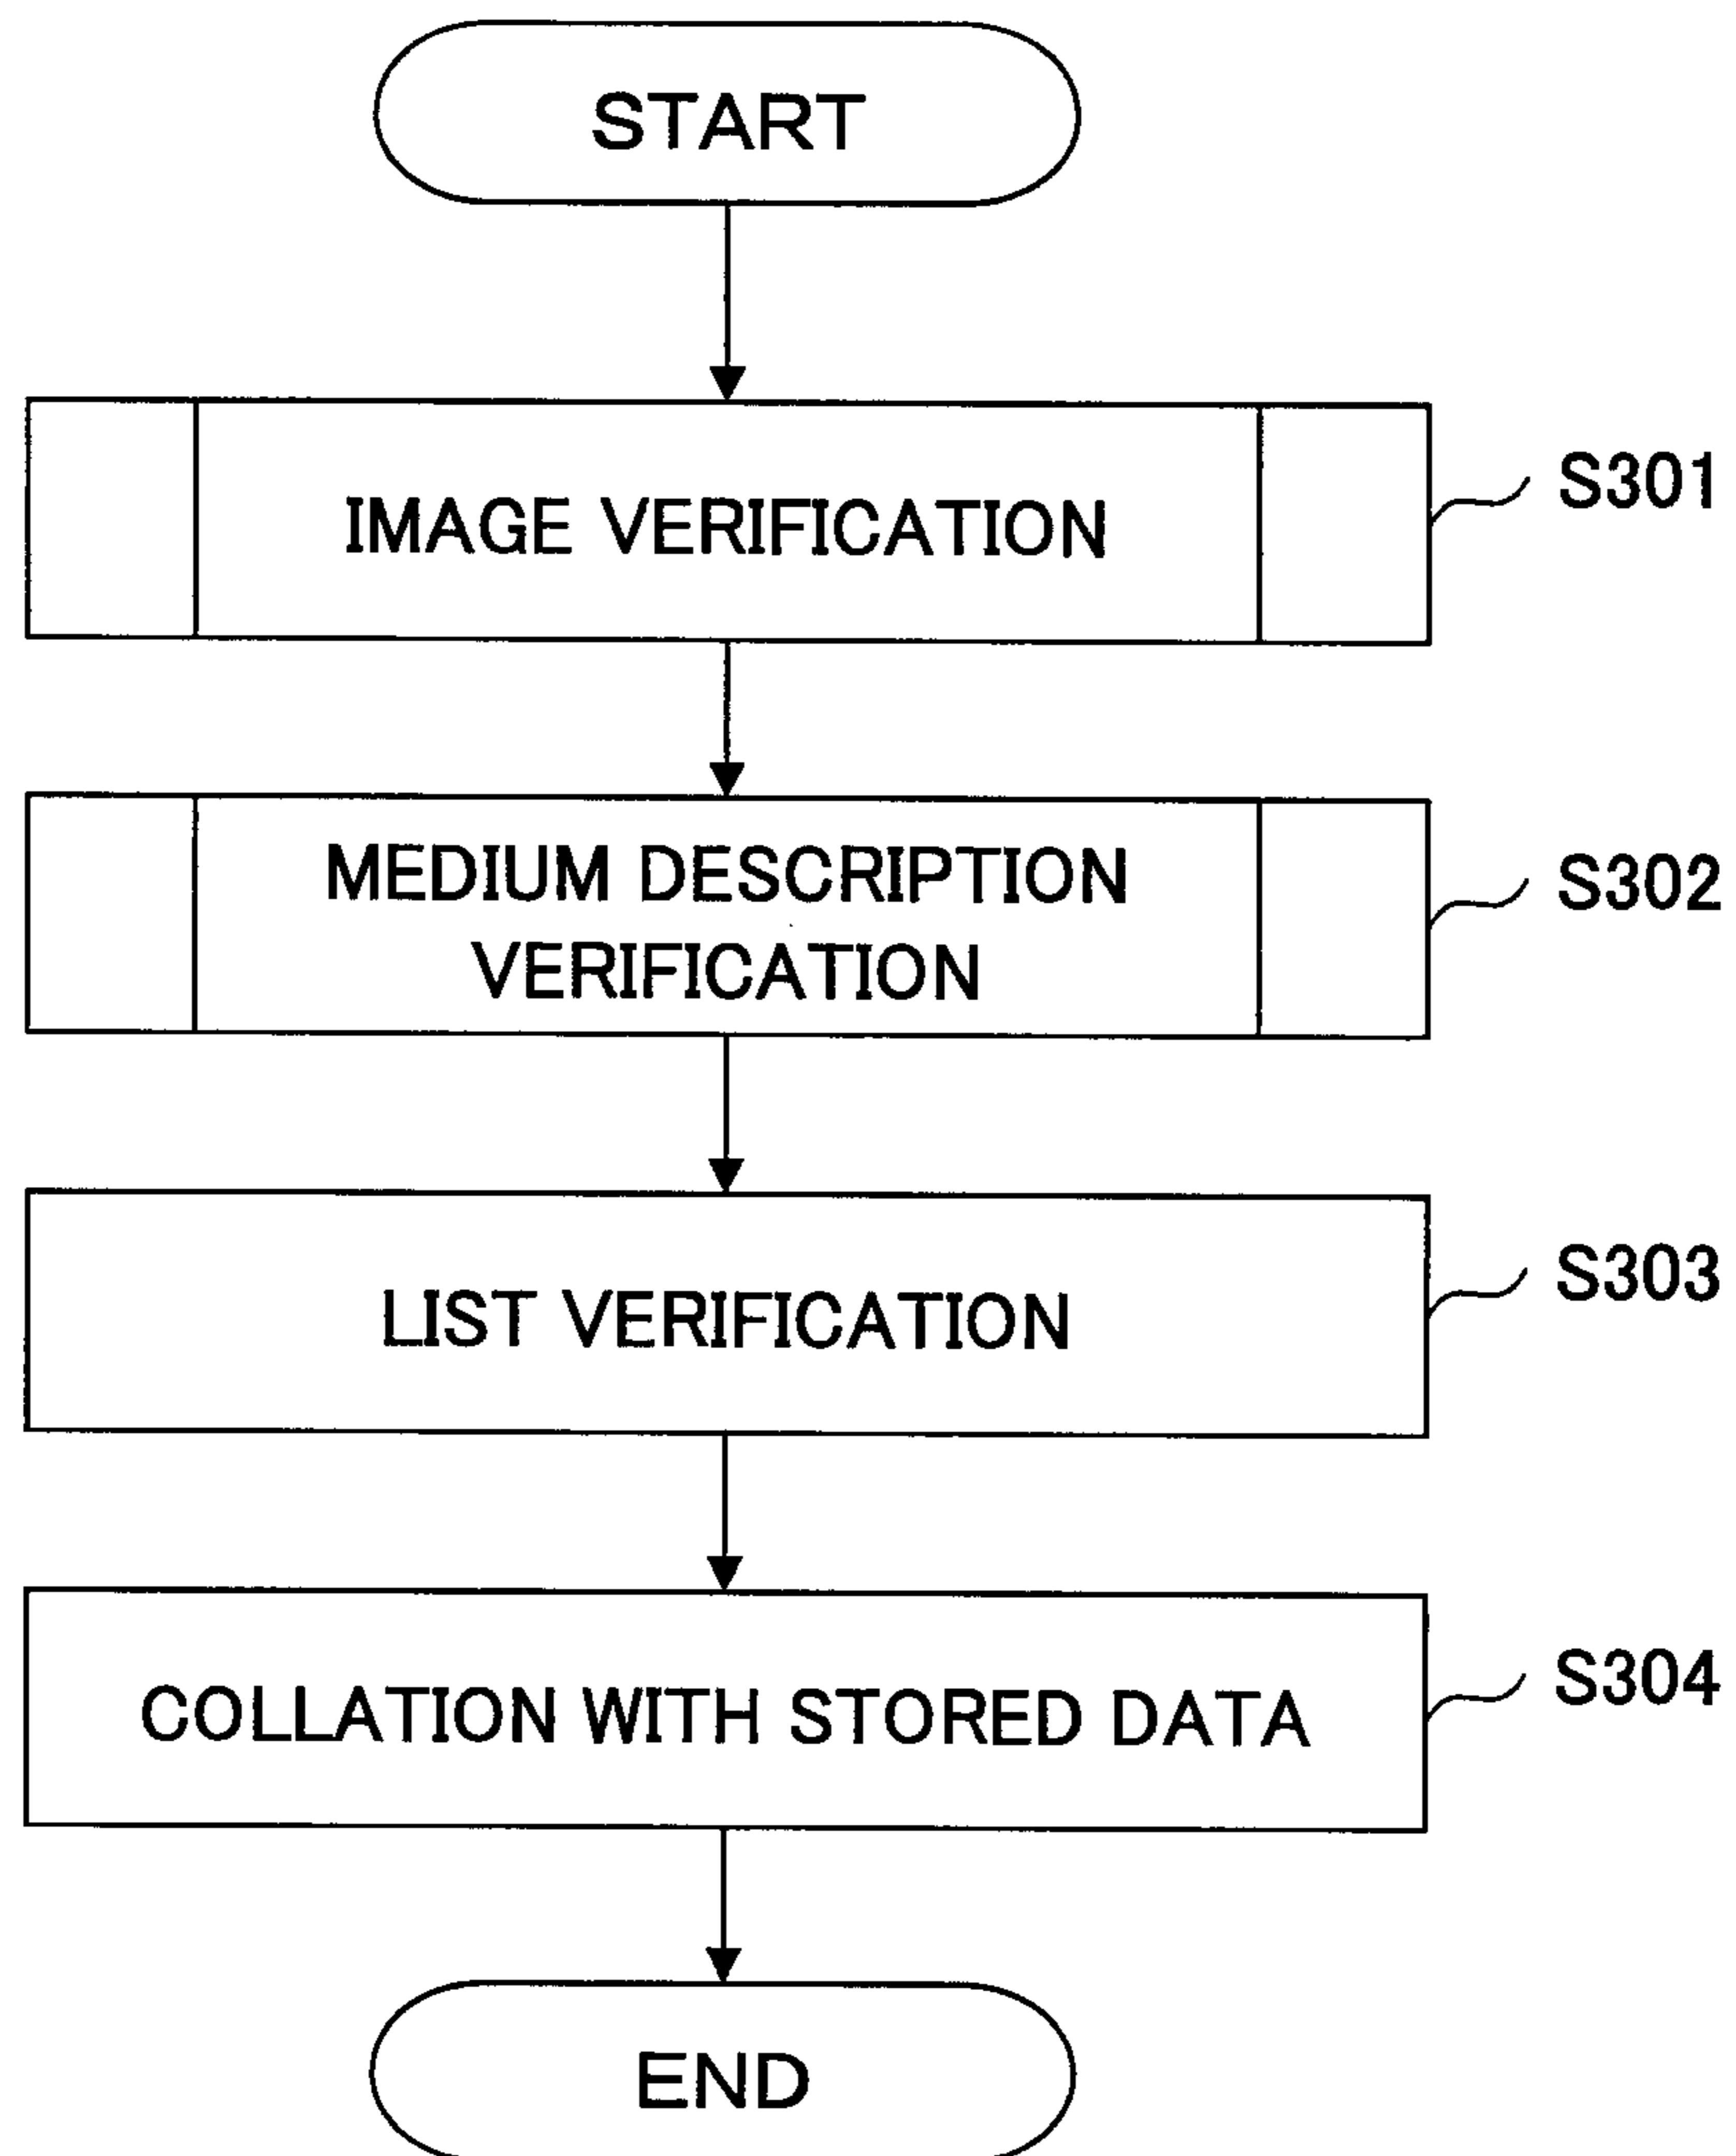 START
IMAGE VERIFICATION
S301
MEDIUM DESCRIPTION
VERIFICATION
S302
LIST VERIFICATION
S303
COLLATION WITH STORED DATA
S304
END